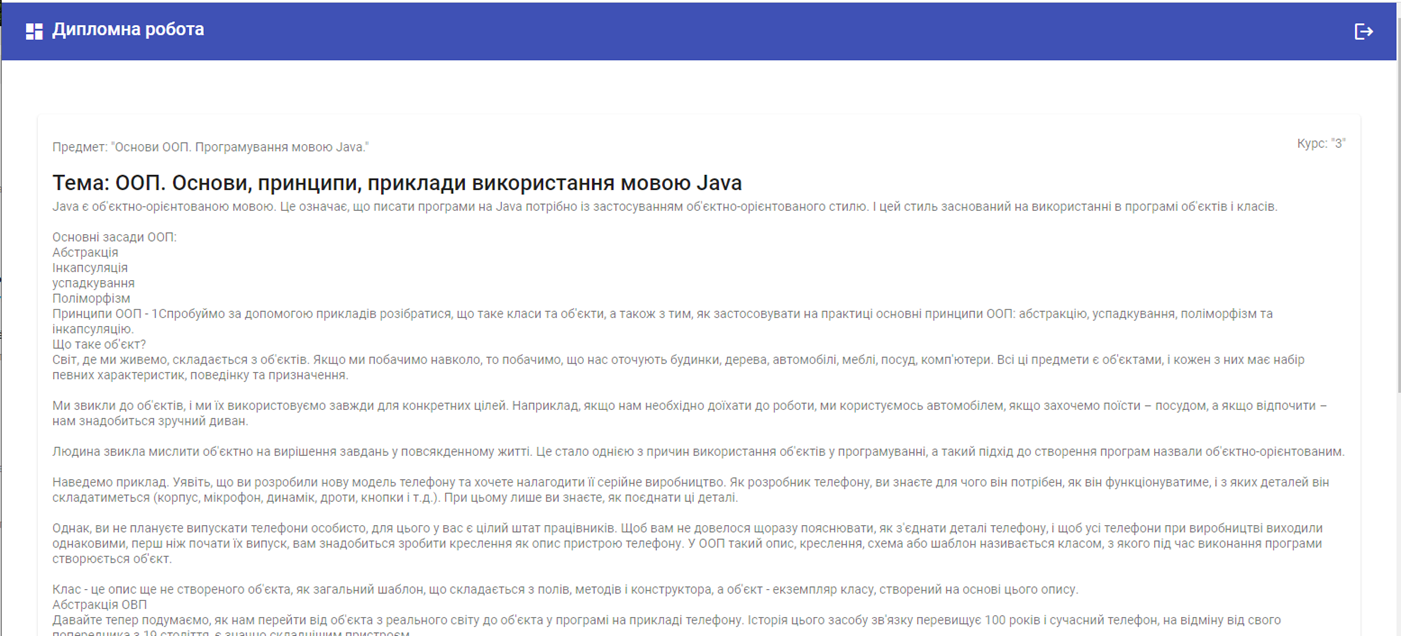 Дипломна робота
Предмет: "Основи ООП. Програмування мовою Java."
Курс: "3"
Тема: ООП. Основи, принципи, приклади використання мовою Java
Java є об'єктно-орієнтованою мовою. Це означає, що писати програми на Java потрібно із застосуванням об'єктно-орієнтованого стилю. І цей стиль заснований на використанні в програмі об'єктів і класів.
Основні засади ООП:
Абстракція
Інкапсуляція
успадкування
Поліморфізм
Принципи ООП - 1Спробуймо за допомогою прикладів розібратися, що таке класи та об'єкти, а також з тим, як застосовувати на практиці основні принципи ООП: абстракцію, успадкування, поліморфізм та
інкапсуляцію.
Що таке об'єкт?
Світ, де ми живемо, складається з об'єктів. Якщо ми побачимо навколо, то побачимо, що нас оточують будинки, дерева, автомобілі, меблі, посуд, комп'ютери. Всі ці предмети є об'єктами, і кожен з них має набір
певних характеристик, поведінку та призначення.
Ми звикли до об'єктів, і ми їх використовуємо завжди для конкретних цілей. Наприклад, якщо нам необхідно доїхати до роботи, ми користуємось автомобілем, якщо захочемо поїсти – посудом, а якщо відпочити –
нам знадобиться зручний диван.
Людина звикла мислити об'єктно на вирішення завдань у повсякденному житті. Це стало однією з причин використання об'єктів у програмуванні, а такий підхід до створення програм назвали об'єктно-орієнтованим.
Наведемо приклад. Уявіть, що ви розробили нову модель телефону та хочете налагодити її серійне виробництво. Як розробник телефону, ви знаєте для чого він потрібен, як він функціонуватиме, і з яких деталей він
складатиметься (корпус, мікрофон, динамік, дроти, кнопки і т.д.). При цьому лише ви знаєте, як поєднати ці деталі.
Однак, ви не плануєте випускати телефони особисто, для цього у вас є цілий штат працівників. Щоб вам не довелося щоразу пояснювати, як з'єднати деталі телефону, і щоб усі телефони при виробництві виходили
однаковими, перш ніж почати їх випуск, вам знадобиться зробити креслення як опис пристрою телефону. У ООП такий опис, креслення, схема або шаблон називається класом, з якого під час виконання програми
створюється об'єкт.
Клас - це опис ще не створеного об'єкта, як загальний шаблон, що складається з полів, методів і конструктора, а об'єкт - екземпляр класу, створений на основі цього опису.
Абстракція ОВП
Давайте тепер подумаємо, як нам перейти від об'єкта з реального світу до об'єкта у програмі на прикладі телефону. Історія цього засобу зв'язку перевищує 100 років і сучасний телефон, на відміну від свого
попередника з 19 століття, є значно складнішим пристроєм.